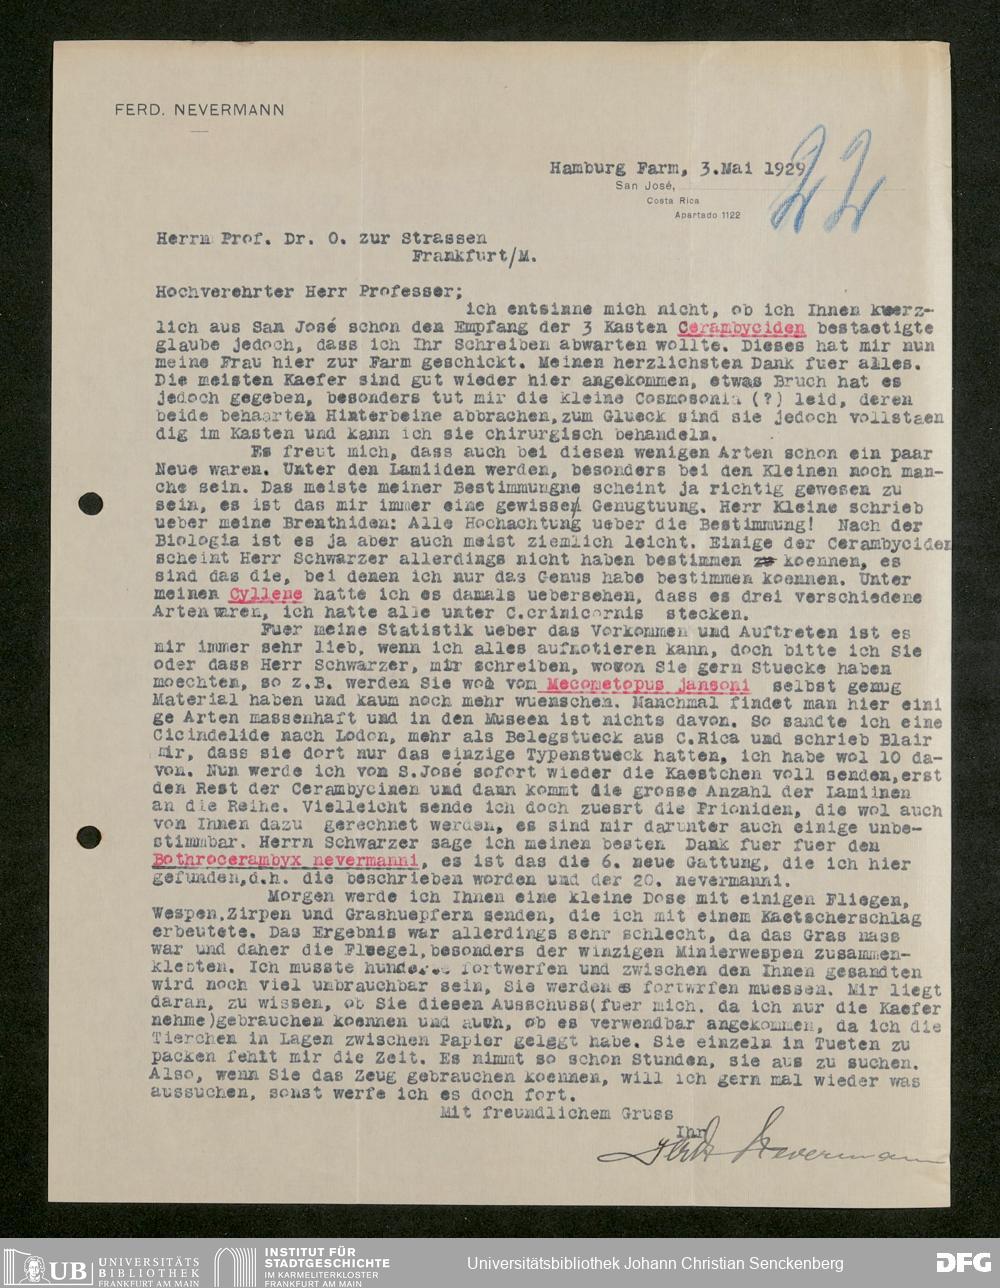 FERD. NEVERMANN
22
Hamburg Farm, 3.Mai 1929
San José,
Costa Rica
Apartado 1122
Herrn Prof. Dr. O. zur Strassen
Frankfurt/M.
Hochverehrter Herr Professer;
ich entsinne mich nicht, ob ich Ihnen kuerz-
lich aus San José schon den Empfang der 3 Kasten Cerambyciden bestaetigte
glaube jedoch, dass ich Ihr Schreiben abwarten wollte. Dieses hat mir nun
meine Frau hier zur Farm geschickt. Meinen herzlichsten Dank fuer alles.
Die meisten Kaefer sind gut wieder hier angekommen, etwas Bruch hat es
jedoch gegeben, besonders tut mir die kleine Cosmosonia (?) leid, deren
beide behaarten Hinterbeine abbrachen,zum Glueck sind sie jedoch vollstaen
dig im Kasten und kann ich sie chirurgisch behandeln.
Es freut mich, dass auch bei diesen wenigen Arten schon ein paar
Neue waren. Unter den Lamiiden werden, besonders bei den Kleinen noch man-
che sein. Das meiste meiner Bestimmungne scheint ja richtig gewesen zu
sein, es ist das mir immer eine gewissen Genugtuung. Herr Kleine schrieb
ueber meine Brenthiden: Alle Hochachtung ueber die Bestimmung! Nach der
Biologia ist es ja aber auch meist ziemlich leicht. Einige der Cerambyciden
scheint Herr Schwarzer allerdings nicht haben bestimmen zu koennen, es
sind das die, bei denen ich nur das Genus habe bestimmen koennen. Unter
meinen Cyllene hatte ich es damals uebersehen, dass es drei verschiedene
Arten waren, ich hatte alle unter C.crinicornis stecken.
Fuer meine Statistik ueber das Vorkommen und Auftreten ist es
mir immer sehr lieb, wenn ich alles aufnotieren kann, doch bitte ich Sie
oder dass Herr Schwarzer, mir schreiben, wovon Sie gern Stuecke haben
moechten, so z.B. werden Sie wol von Mecometopus jansoni selbst genug
Material haben und kaum noch mehr wuenschen. Manchmal findet man hier eini
ge Arten massenhaft und in den Museen ist nichts davon. So sandte ich eine
Cicindelide nach Lodon, mehr als Belegstueck aus C.Rica und schrieb Blair
mir, dass sie dort nur das einzige Typenstueck hatten, ich habe wol 10 da-
von. Nun werde ich von S.José sofort wieder die Kaestchen voll senden,erst
den Rest der Cerambycinen und dann kommt die grosse Anzahl der Lamiinen
an die Reihe. Vielleicht sende ich doch zuesrt die Prioniden, die wol auch
von Ihnen dazu gerechnet werden, es sind mir darunter auch einige unbe-
stimmbar. Herrn Schwarzer sage ich meinen besten Dank fuer fuer den
Bothrocerambyx nevermanni, es ist das die 6. neue Gattung, die ich hier
gefunden,d.h. die beschrieben worden und der 20. nevermanni.
Morgen werde ich Ihnen eine kleine Dose mit einigen Fliegen,
Wespen,Zirpen und Grashuepfern senden, die ich mit einem Kaetscherschlag
erbeutete. Das Ergebnis war allerdings sehr schlecht, da das Gras nass
war und daher die Fluegel,besonders der winzigen Minierwespen zusammen-
klebten. Ich musste hunderte fortwerfen und zwischen den Ihnen gesandten
wird noch viel unbrauchbar sein, Sie werden es fortwrfen muessen. Mir liegt
daran, zu wissen, ob Sie diesen Ausschuss(fuer mich, da ich nur die Kaefer
nehme)gebrauchen koennen und auch, ob es verwendbar angekommen, da ich die
Tierchen in Lagen zwischen Papier gelegt habe. Sie einzeln in Tueten zu
packen fehlt mir die Zeit. Es nimmt so schon Stunden, sie aus zu suchen.
Also, wenn Sie das Zeug gebrauchen koennen, will ich gern mal wieder was
aussuchen, sonst werfe ich es doch fort.
Mit freundlichem Gruss
Ihr
Ferd. Nevermann
UB UNIVERSITÄTS BIBLIOTHEK FRANKFURT AM MAIN
INSTITUT FÜR STADTGESCHICHTE IM KARMELITERKLOSTER FRANKFURT AM MAIN
Universitätsbibliothek Johann Christian Senckenberg
DFG